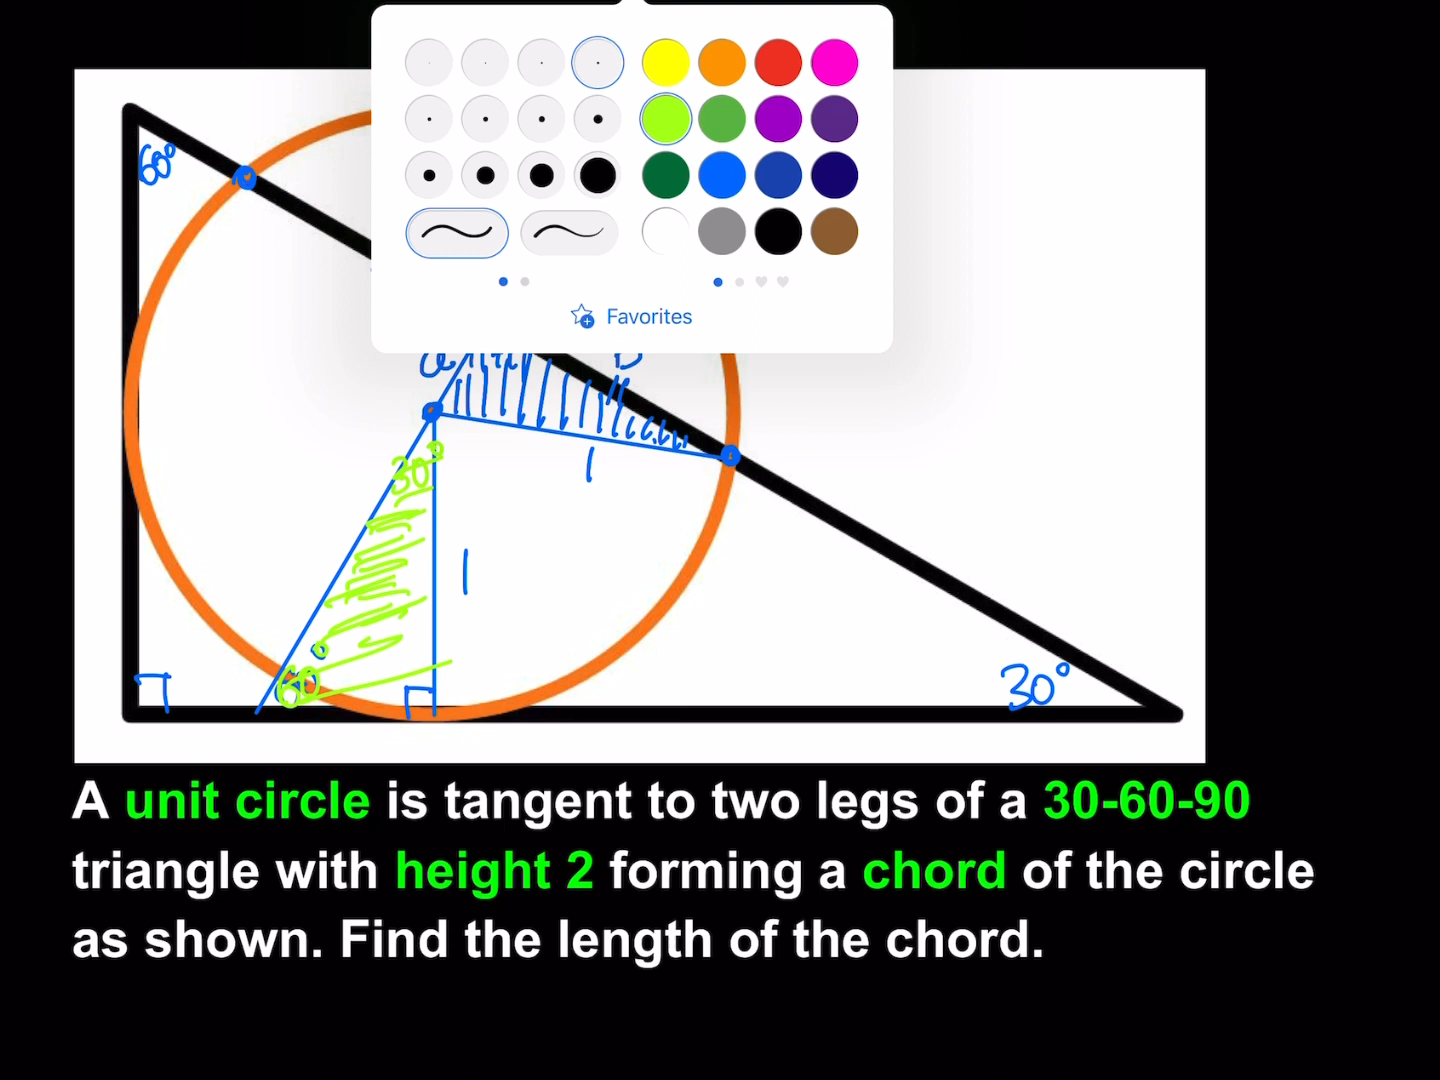 Favorites
60°
30°
1
1
60°
30°
A unit circle is tangent to two legs of a 30-60-90
triangle with height 2 forming a chord of the circle
as shown. Find the length of the chord.